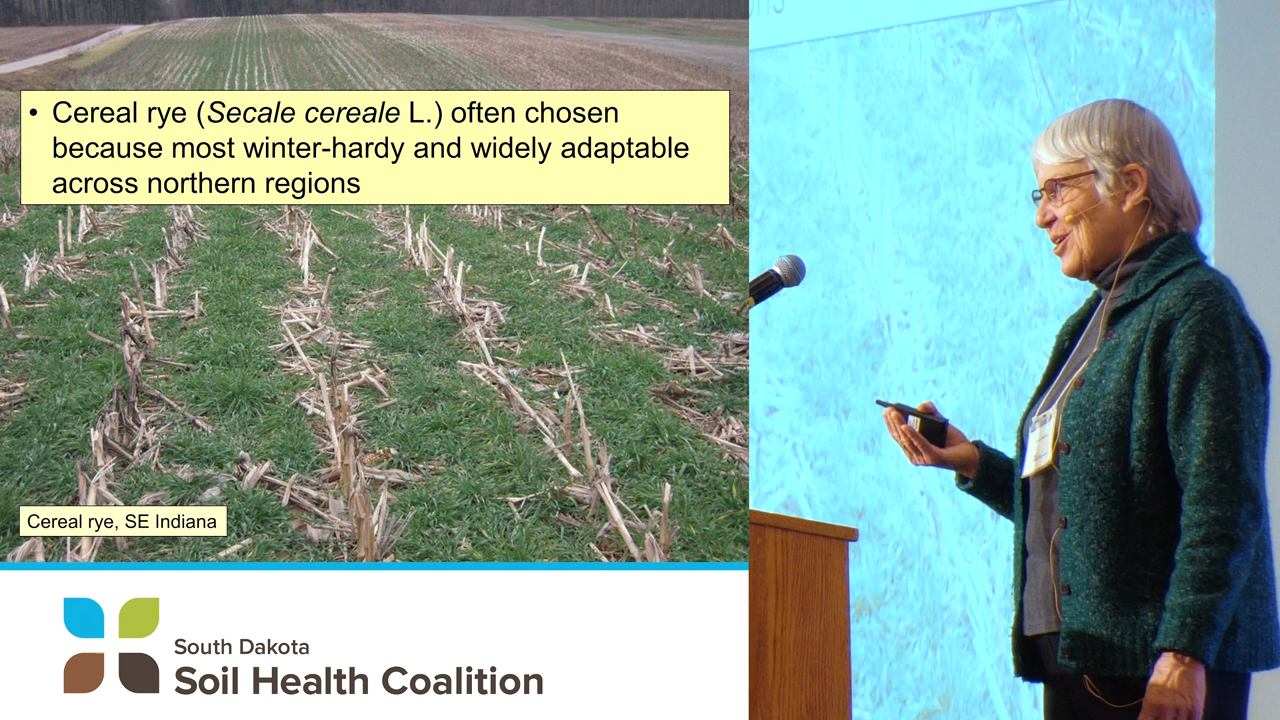 • Cereal rye (Secale cereale L.) often chosen
because most winter-hardy and widely adaptable
across northern regions
Cereal rye, SE Indiana
South Dakota
Soil Health Coalition